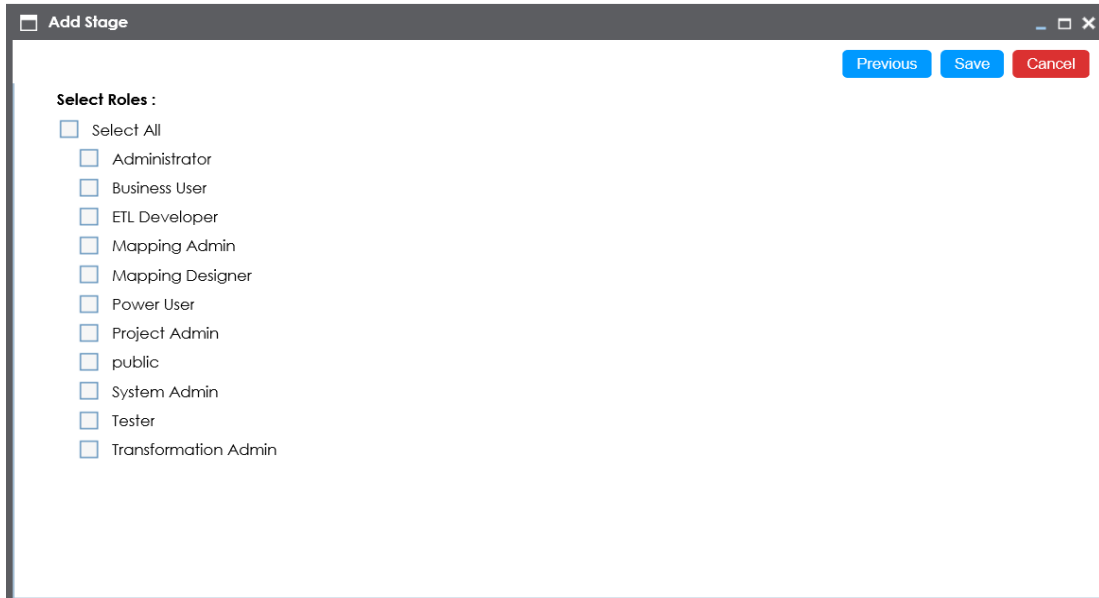 Add Stage
Previous Save Cancel
Select Roles :
Select All
Administrator
Business User
ETL Developer
Mapping Admin
Mapping Designer
Power User
Project Admin
public
System Admin
Tester
Transformation Admin